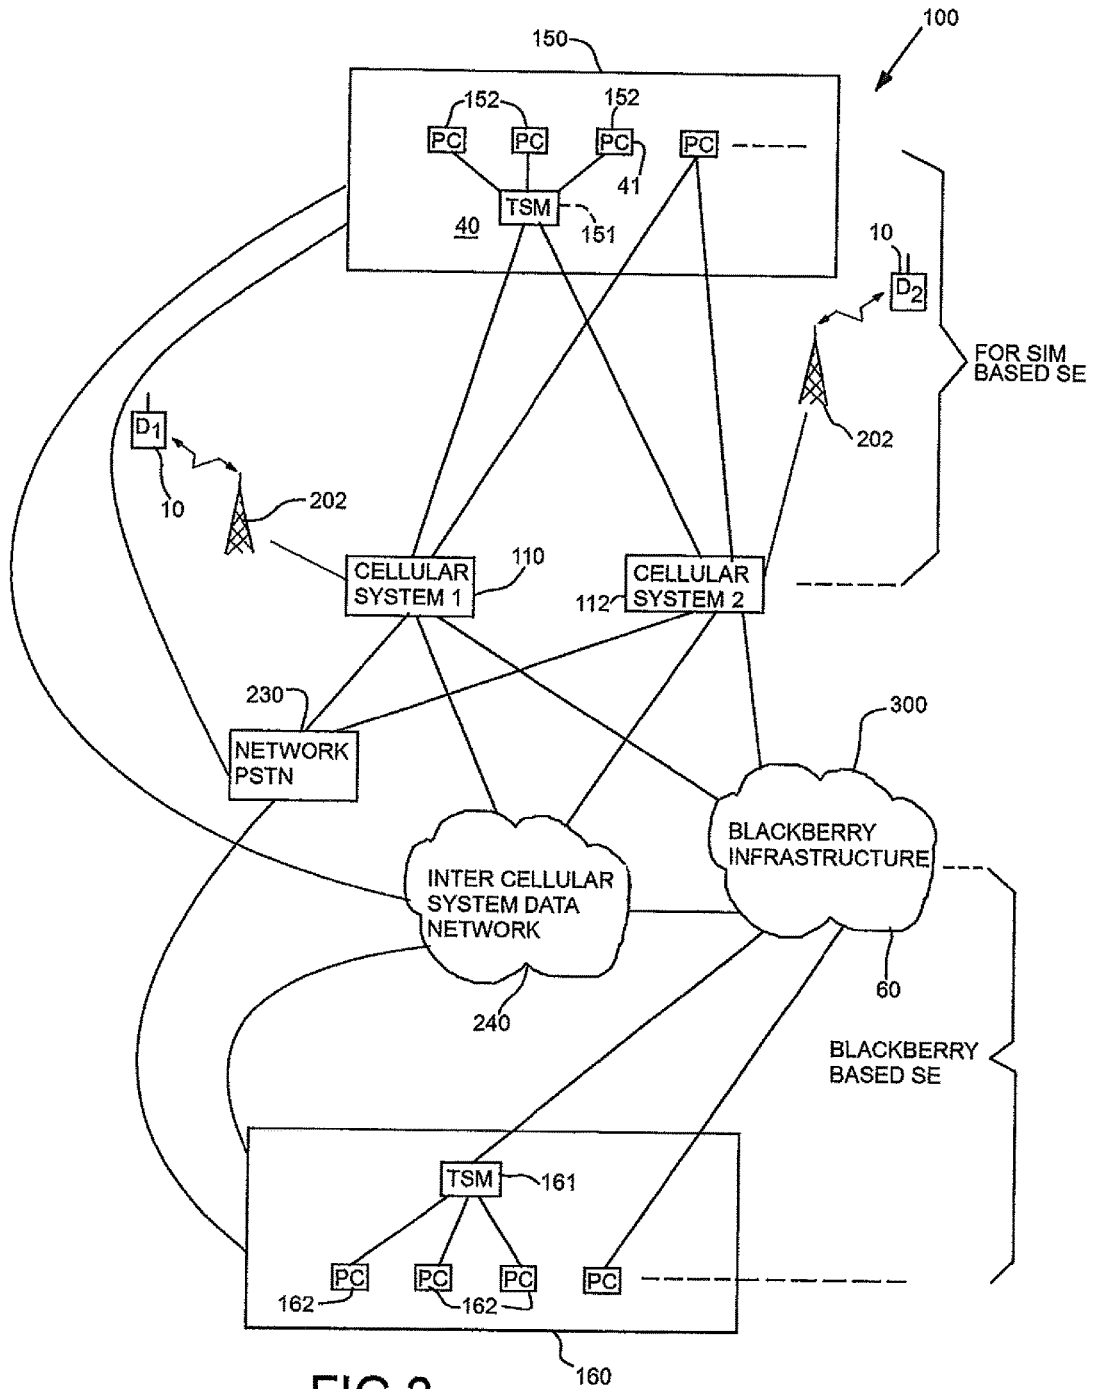 100
150
152
152
PC
PC
PC
PC
41
TSM
40
151
10
D2
FOR SIM
BASED SE
202
D1
10
202
CELLULAR
SYSTEM 1
110
CELLULAR
SYSTEM 2
112
230
300
NETWORK
PSTN
BLACKBERRY
INFRASTRUCTURE
INTER CELLULAR
SYSTEM DATA
NETWORK
60
240
BLACKBERRY
BASED SE
TSM
161
PC
PC
PC
PC
162
162
160